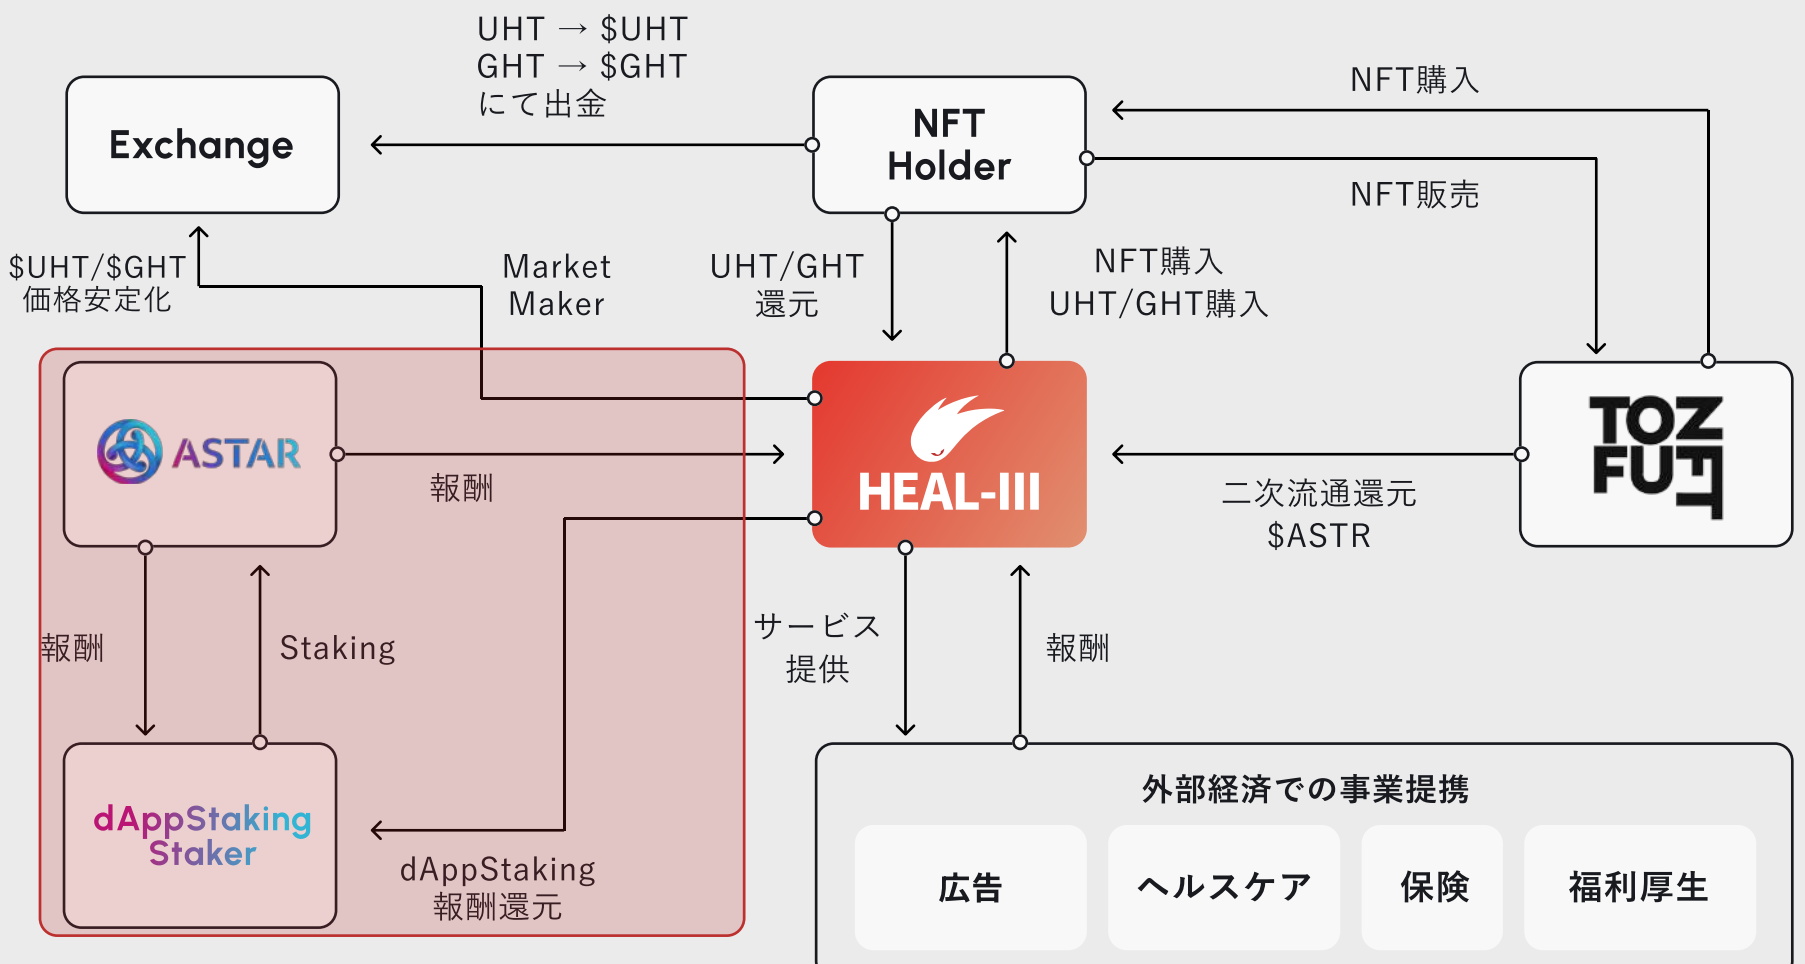 UHT → $UHT
GHT → $GHT
にて出金
Exchange
NFT
Holder
NFT購入
NFT販売
$UHT/$GHT
価格安定化
Market
Maker
UHT/GHT
還元
NFT購入
UHT/GHT購入
ASTAR
報酬
HEAL-III
二次流通還元
$ASTR
TOZ
FUFT
報酬
Staking
サービス
提供
報酬
dAppStaking
Staker
dAppStaking
報酬還元
外部経済での事業提携
広告
ヘルスケア
保険
福利厚生